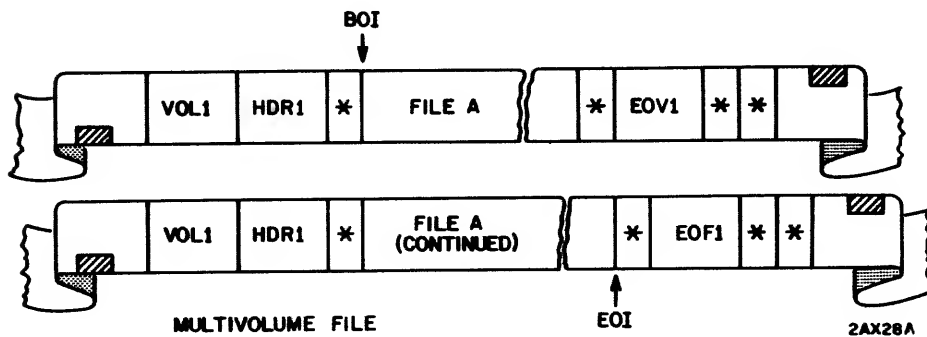 BOI
VOL1 HDR1 * FILE A * EOV1 * *
VOL1 HDR1 * FILE A (CONTINUED) * EOF1 * *
MULTIVOLUME FILE EOI 2AX28A